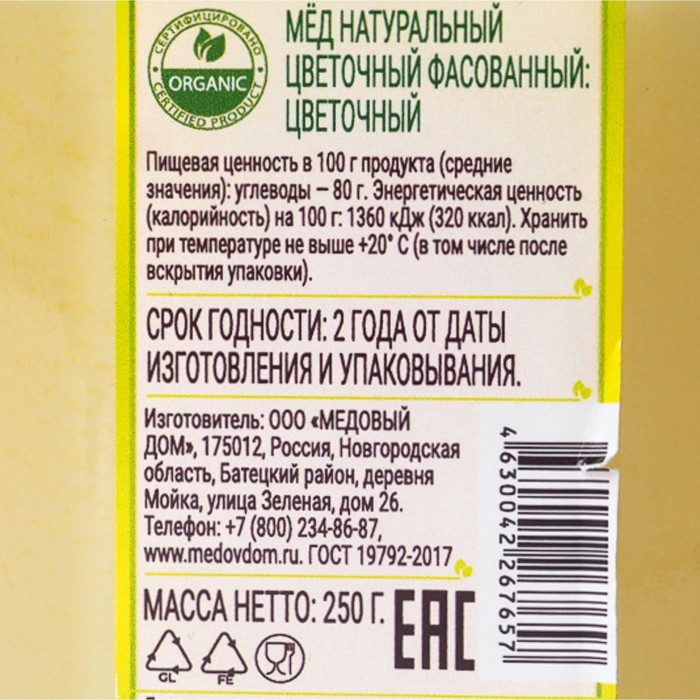 СЕРТИФИЦИРОВАНО
ORGANIC
CERTIFIED PRODUCT
МЁД НАТУРАЛЬНЫЙ
ЦВЕТОЧНЫЙ ФАСОВАННЫЙ:
ЦВЕТОЧНЫЙ
Пищевая ценность в 100 г продукта (средние
значения): углеводы – 80 г. Энергетическая ценность
(калорийность) на 100 г: 1360 кДж (320 ккал). Хранить
при температуре не выше +20° С (в том числе после
вскрытия упаковки).
СРОК ГОДНОСТИ: 2 ГОДА ОТ ДАТЫ
ИЗГОТОВЛЕНИЯ И УПАКОВЫВАНИЯ.
Изготовитель: ООО «МЕДОВЫЙ
ДОМ», 175012, Россия, Новгородская
область, Батецкий район, деревня
Мойка, улица Зеленая, дом 26.
Телефон: +7 (800) 234-86-87,
www.medovdom.ru. ГОСТ 19792-2017
4 630042 267657
МАССА НЕТТО: 250 Г.
EAC
GL
FE